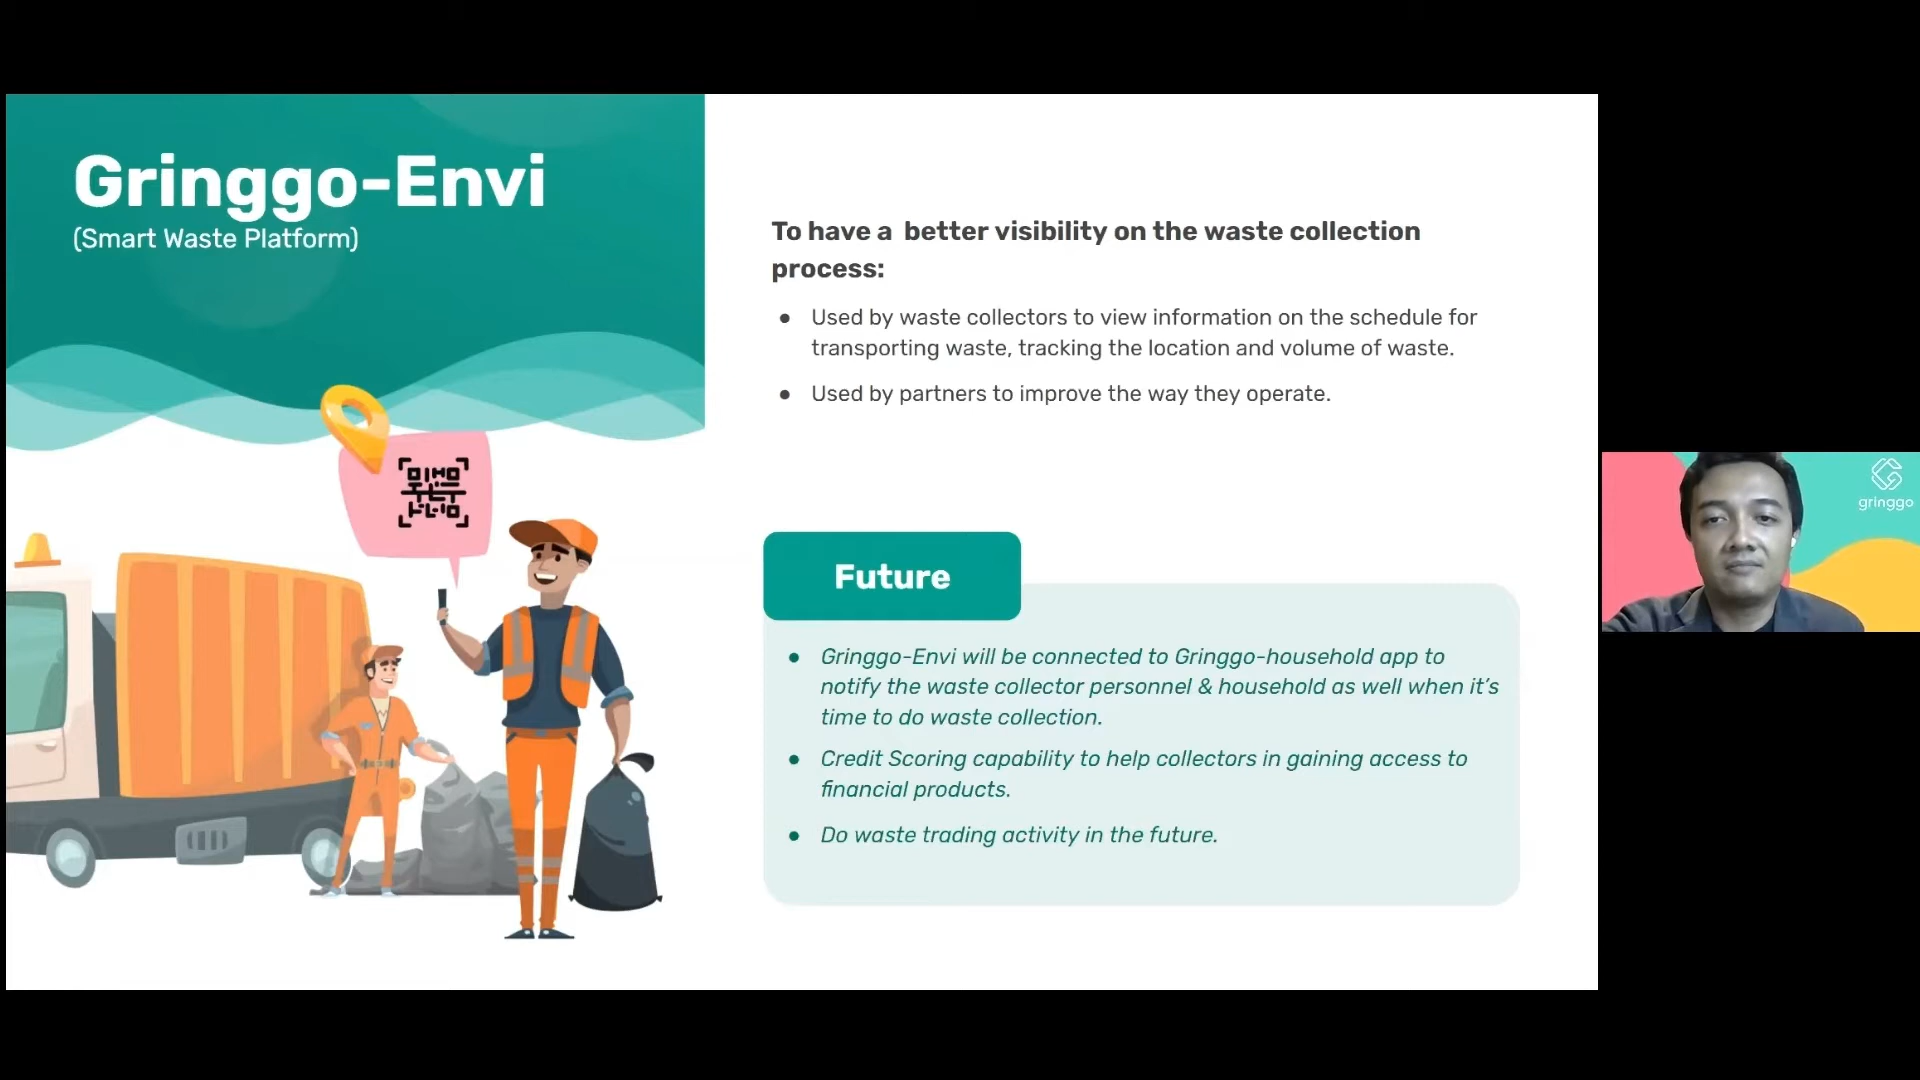 Gringgo-Envi
(Smart Waste Platform)
To have a better visibility on the waste collection
process:
● Used by waste collectors to view information on the schedule for
transporting waste, tracking the location and volume of waste.
● Used by partners to improve the way they operate.
Future
● Gringgo-Envi will be connected to Gringgo-household app to
notify the waste collector personnel & household as well when it's
time to do waste collection.
● Credit Scoring capability to help collectors in gaining access to
financial products.
● Do waste trading activity in the future.
gringgo